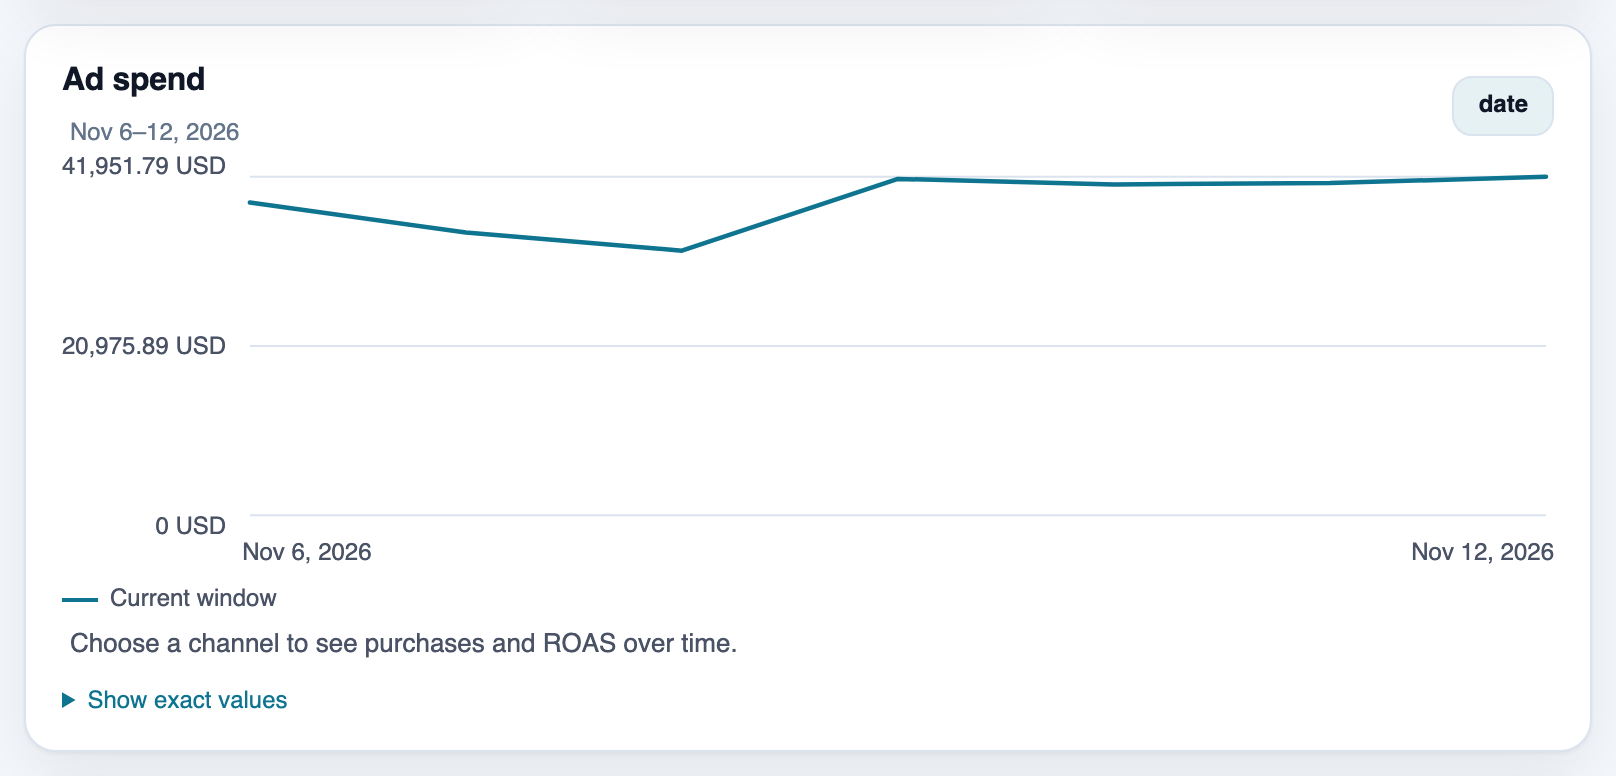 Ad spend
date
Nov 6–12, 2026
41,951.79 USD
20,975.89 USD
0 USD
Nov 6, 2026
Nov 12, 2026
Current window
Choose a channel to see purchases and ROAS over time.
Show exact values